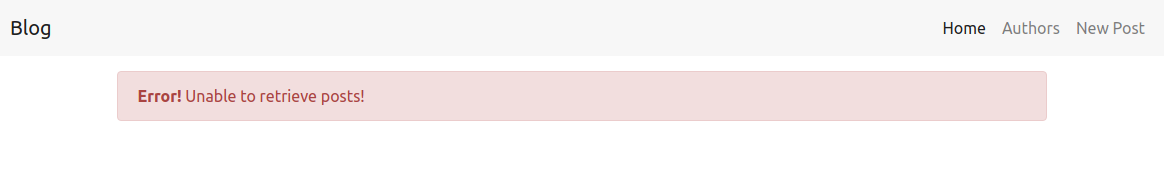 Blog Home Authors New Post
Error! Unable to retrieve posts!